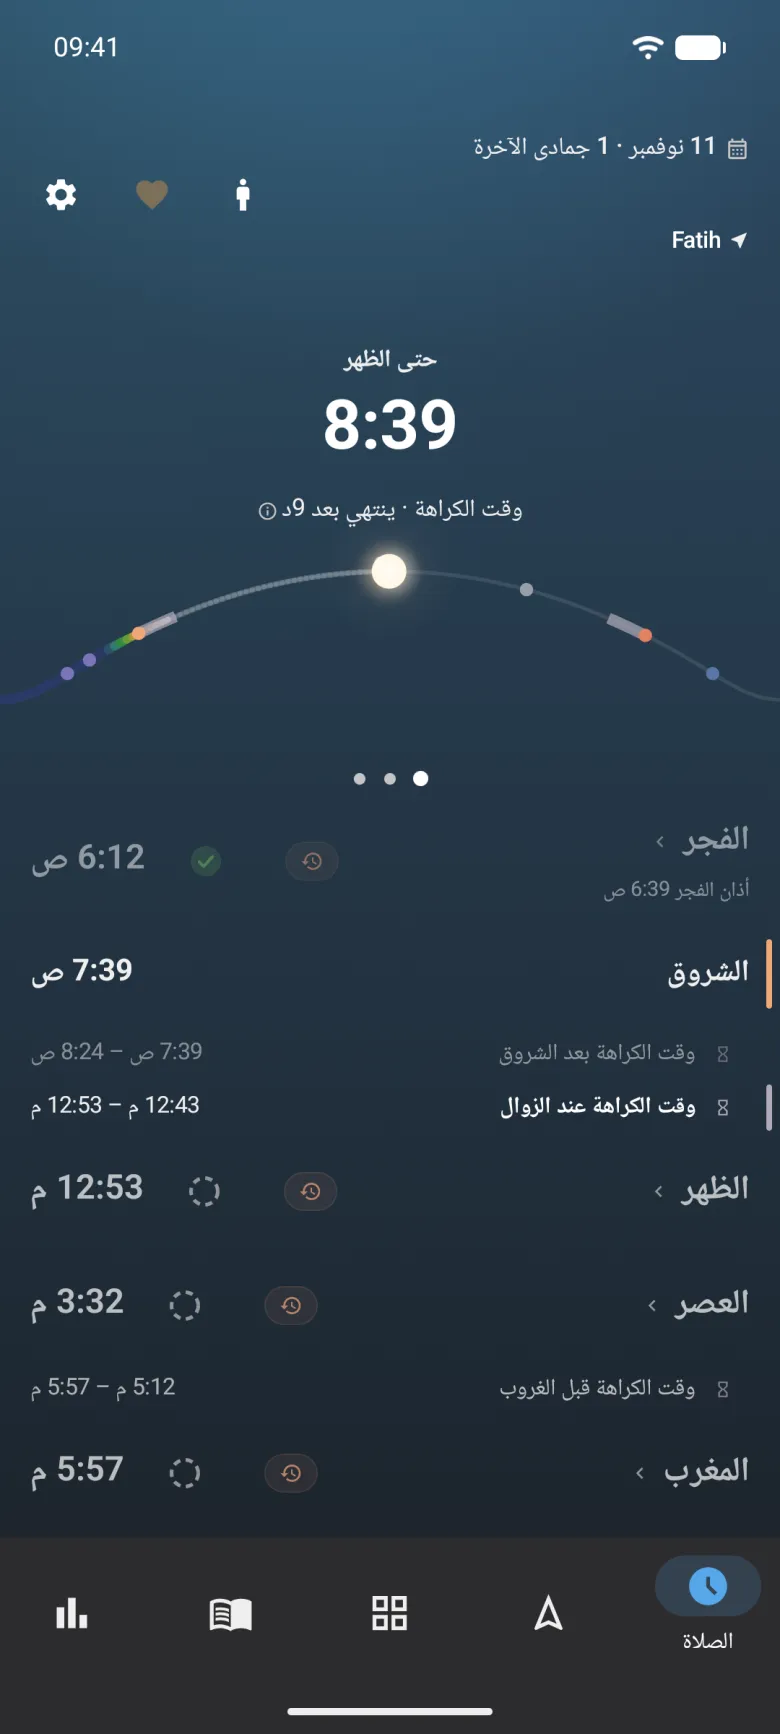 09:41
11 نوفمبر · 1 جمادى الآخرة
Fatih
حتى الظهر
8:39
وقت الكراهة · ينتهي بعد 9د
الفجر
6:12 ص
أذان الفجر 6:39 ص
الشروق
7:39 ص
وقت الكراهة بعد الشروق
7:39 ص – 8:24 ص
وقت الكراهة عند الزوال
12:43 م – 12:53 م
الظهر
12:53 م
العصر
3:32 م
وقت الكراهة قبل الغروب
5:12 م – 5:57 م
المغرب
5:57 م
الصلاة